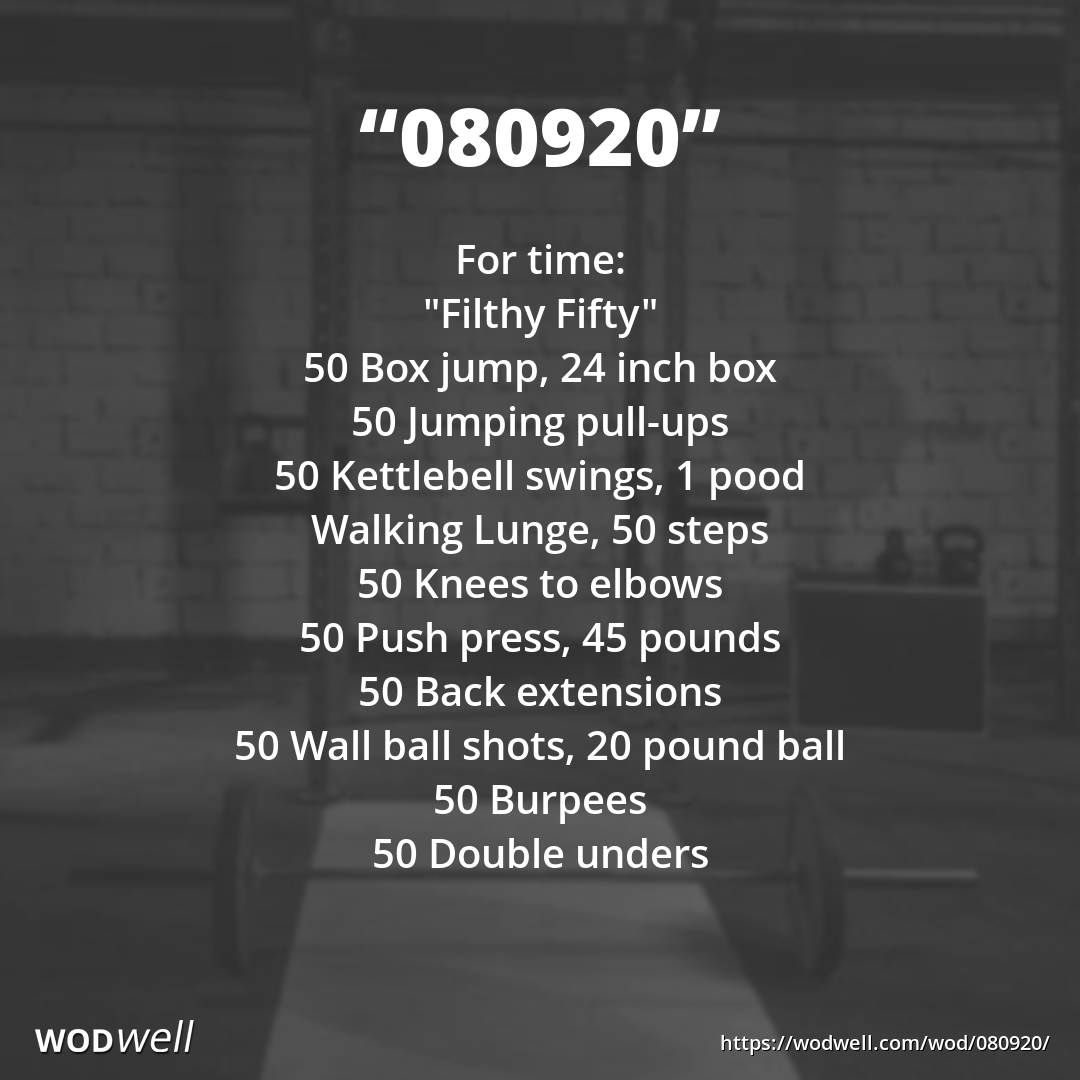 “080920”
For time:
"Filthy Fifty"
50 Box jump, 24 inch box
50 Jumping pull-ups
50 Kettlebell swings, 1 pood
Walking Lunge, 50 steps
50 Knees to elbows
50 Push press, 45 pounds
50 Back extensions
50 Wall ball shots, 20 pound ball
50 Burpees
50 Double unders
WODwell
https://wodwell.com/wod/080920/